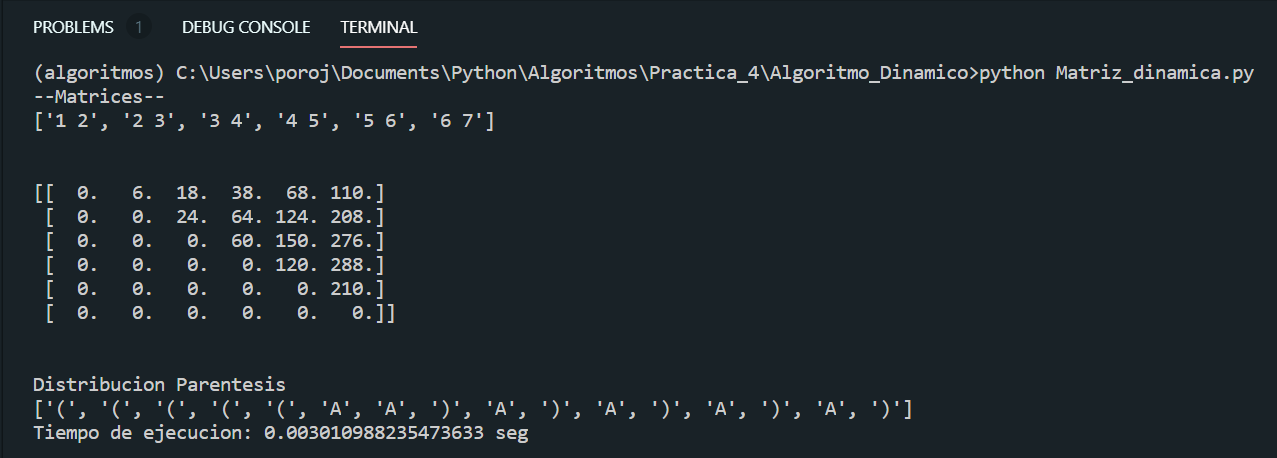 PROBLEMS 1 DEBUG CONSOLE TERMINAL
(algoritmos) C:\Users\poroj\Documents\Python\Algoritmos\Practica_4\Algoritmo_Dinamico>python Matriz_dinamica.py
--Matrices--
['1 2', '2 3', '3 4', '4 5', '5 6', '6 7']
[[  0.   6.  18.  38.  68. 110.]
 [  0.   0.  24.  64. 124. 208.]
 [  0.   0.   0.  60. 150. 276.]
 [  0.   0.   0.   0. 120. 288.]
 [  0.   0.   0.   0.   0. 210.]
 [  0.   0.   0.   0.   0.   0.]]
Distribucion Parentesis
['(', '(', '(', '(', '(', 'A', 'A', ')', 'A', ')', 'A', ')', 'A', ')', 'A', ')']
Tiempo de ejecucion: 0.003010988235473633 seg